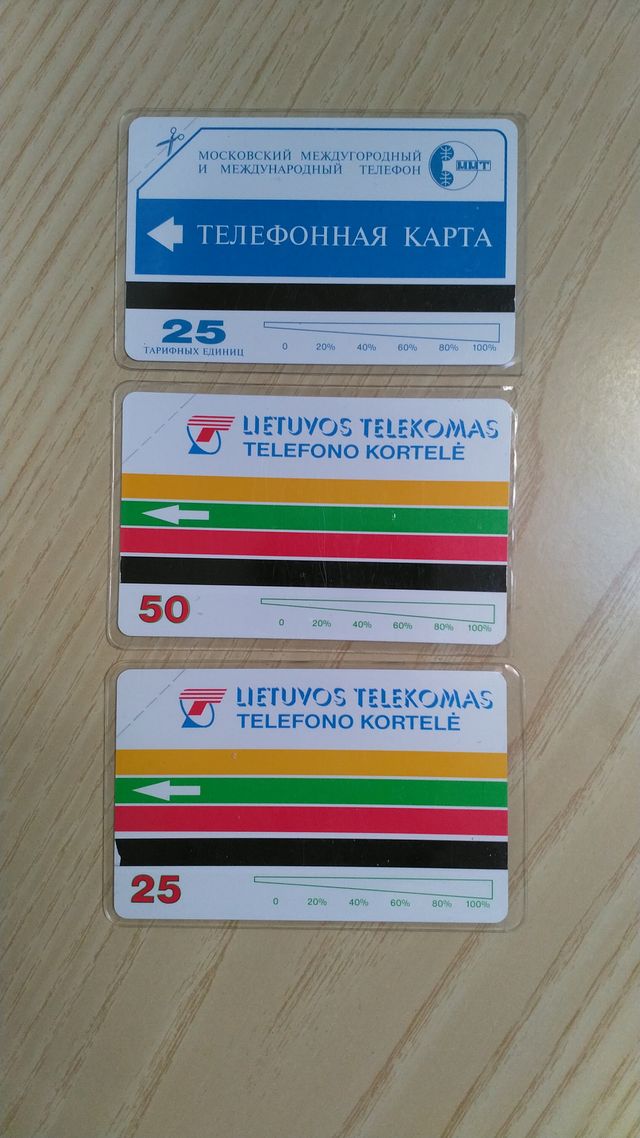 МОСКОВСКИЙ МЕЖДУГОРОДНЫЙ
И МЕЖДУНАРОДНЫЙ ТЕЛЕФОН
ММТ
ТЕЛЕФОННАЯ КАРТА
25
ТАРИФНЫХ ЕДИНИЦ
0 20% 40% 60% 80% 100%
LIETUVOS TELEKOMAS
TELEFONO KORTELĖ
50
0 20% 40% 60% 80% 100%
LIETUVOS TELEKOMAS
TELEFONO KORTELĖ
25
0 20% 40% 60% 80% 100%